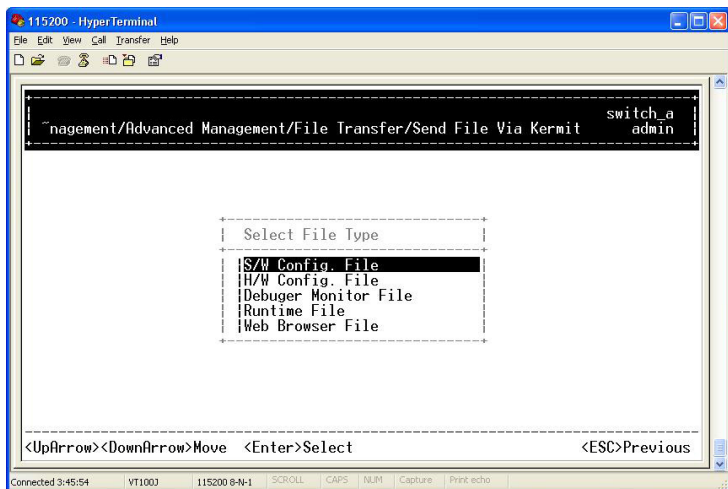 115200 - HyperTerminal
File Edit View Call Transfer Help
switch_a
~nagement/Advanced Management/File Transfer/Send File Via Kermit admin
Select File Type
S/W Config. File
H/W Config. File
Debuger Monitor File
Runtime File
Web Browser File
<UpArrow><DownArrow>Move <Enter>Select <ESC>Previous
Connected 3:45:54 VT100J 115200 8-N-1 SCROLL CAPS NUM Capture Print echo